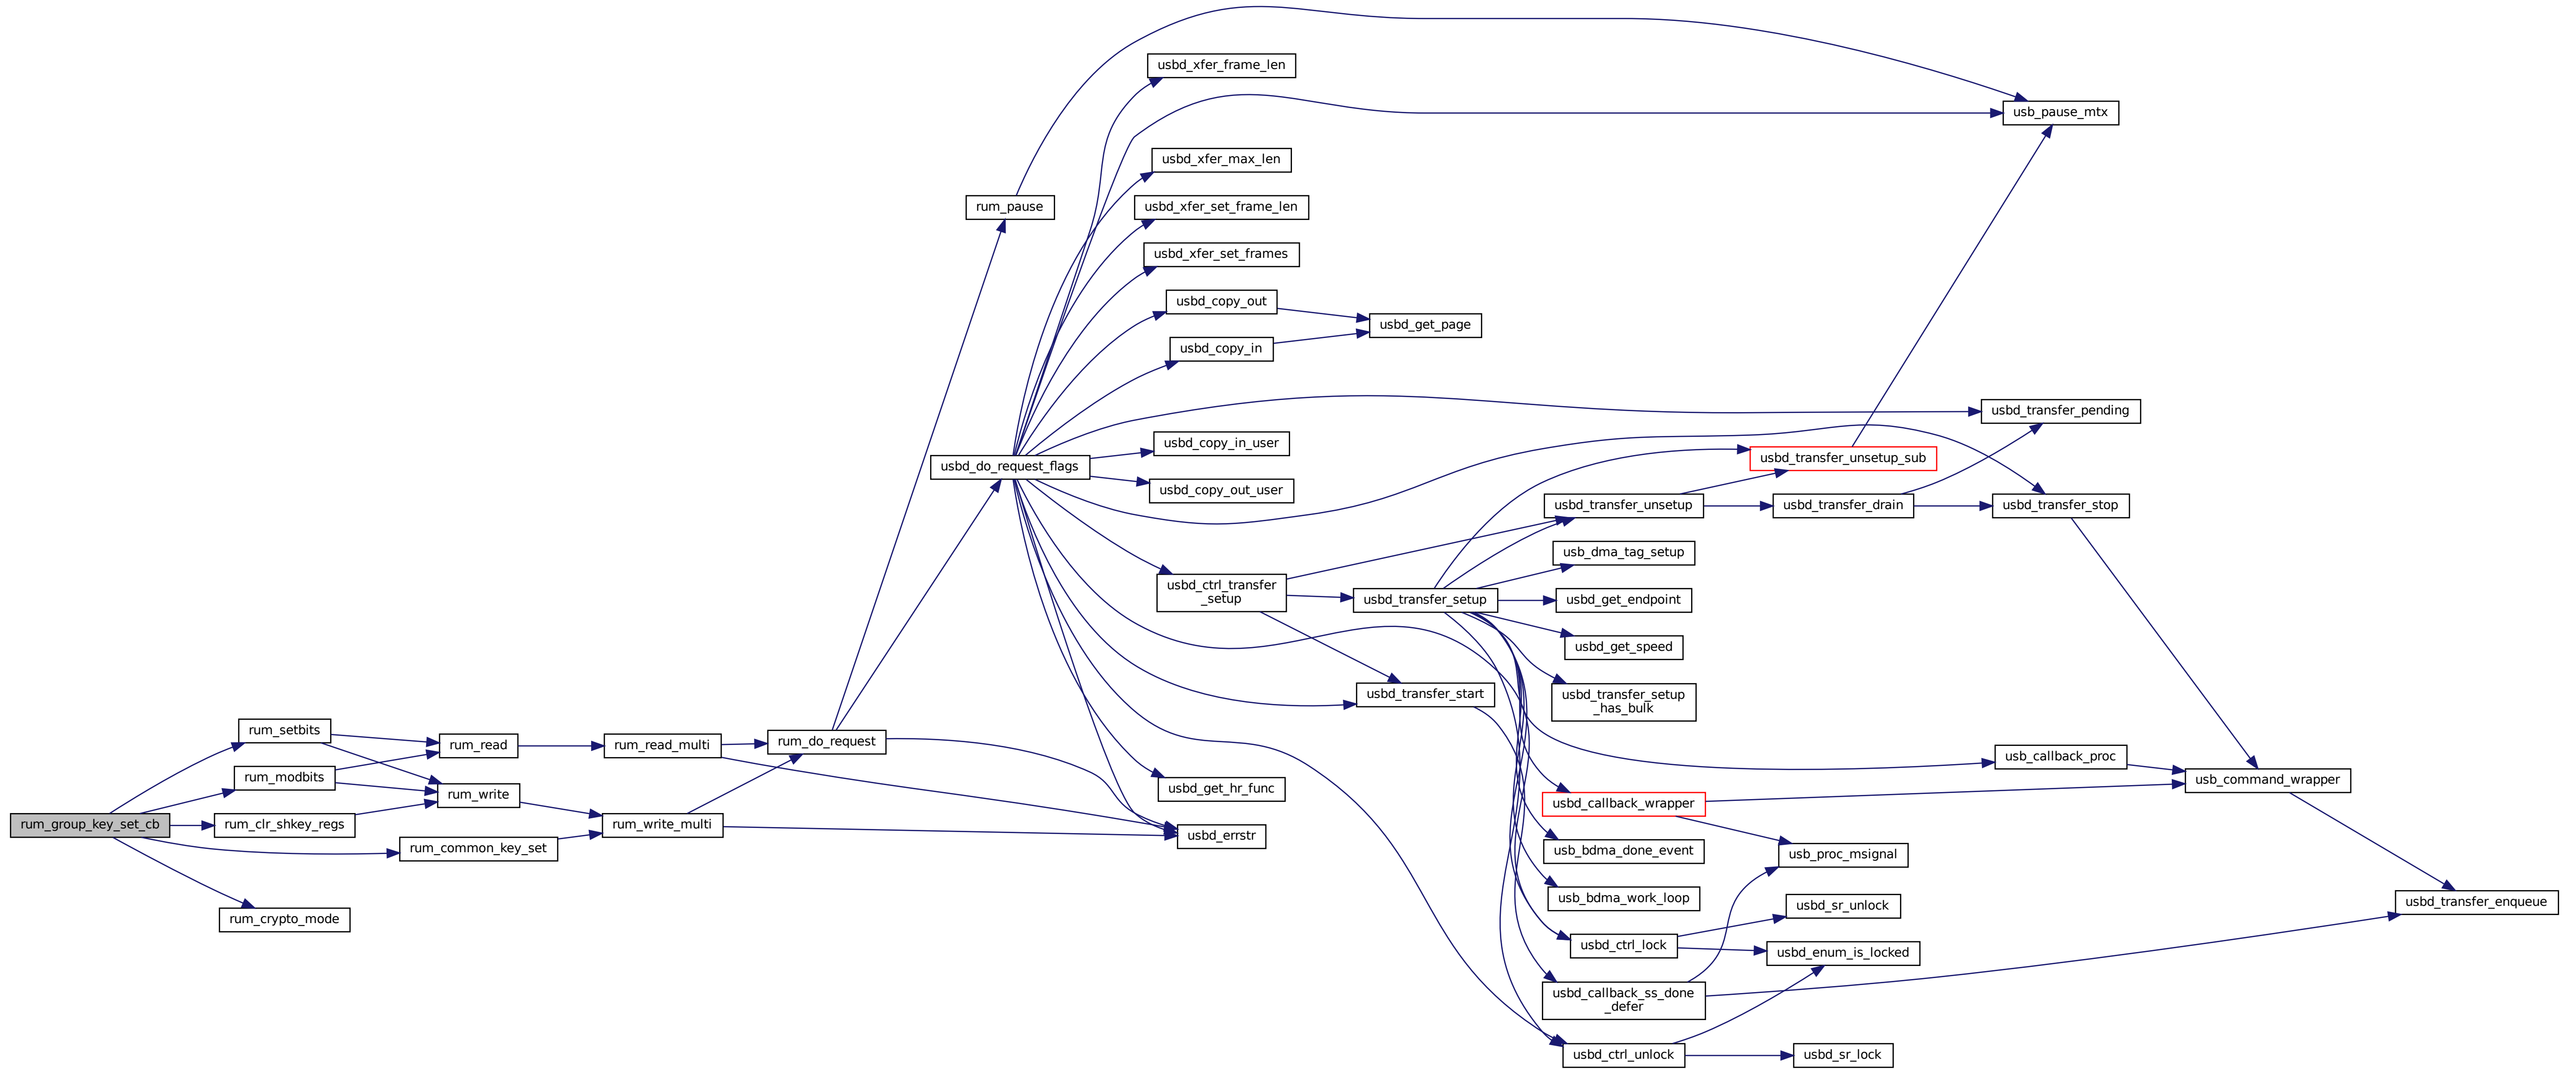 rum_group_key_set_cb
rum_setbits
rum_modbits
rum_clr_shkey_regs
rum_common_key_set
rum_crypto_mode
rum_read
rum_write
rum_read_multi
rum_write_multi
rum_do_request
rum_pause
usbd_do_request_flags
usbd_xfer_frame_len
usbd_xfer_max_len
usbd_xfer_set_frame_len
usbd_xfer_set_frames
usbd_copy_out
usbd_copy_in
usbd_copy_in_user
usbd_copy_out_user
usbd_ctrl_transfer
_setup
usbd_get_hr_func
usbd_errstr
usbd_get_page
usbd_transfer_setup
usbd_transfer_start
usbd_transfer_unsetup
usb_dma_tag_setup
usbd_get_endpoint
usbd_get_speed
usbd_transfer_setup
_has_bulk
usbd_callback_wrapper
usb_bdma_done_event
usb_bdma_work_loop
usbd_ctrl_lock
usbd_callback_ss_done
_defer
usbd_ctrl_unlock
usbd_transfer_unsetup_sub
usbd_transfer_drain
usb_proc_msignal
usbd_sr_unlock
usbd_enum_is_locked
usbd_sr_lock
usb_pause_mtx
usbd_transfer_pending
usbd_transfer_stop
usb_callback_proc
usb_command_wrapper
usbd_transfer_enqueue